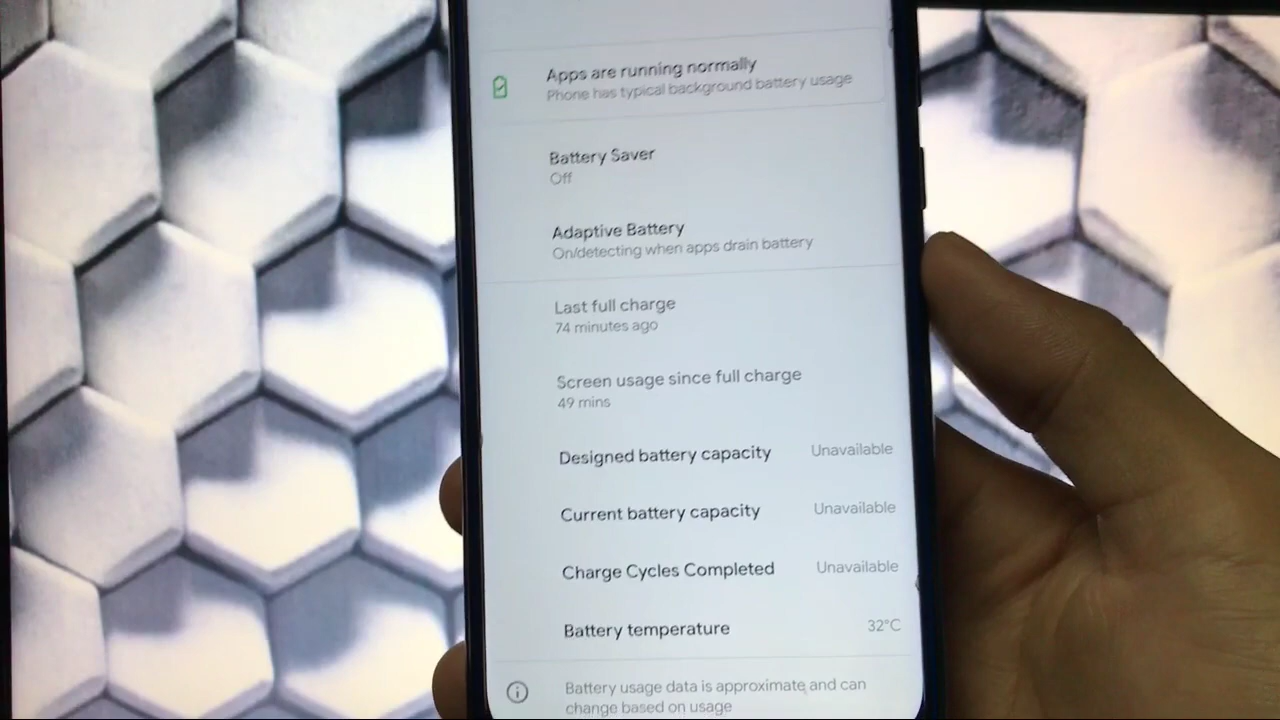 Apps are running normally
Phone has typical background battery usage
Battery Saver
Off
Adaptive Battery
On/detecting when apps drain battery
Last full charge
74 minutes ago
Screen usage since full charge
49 mins
Designed battery capacity Unavailable
Current battery capacity Unavailable
Charge Cycles Completed Unavailable
Battery temperature 32°C
Battery usage data is approximate and can
change based on usage